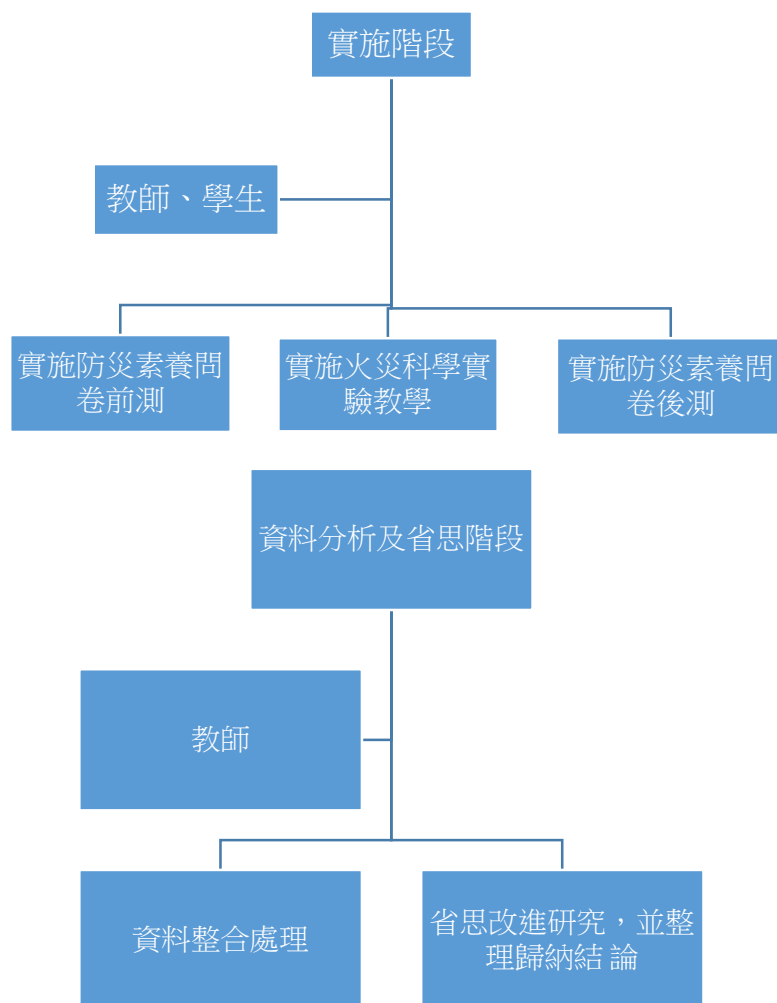 實施階段
教師、學生
實施防災素養問
卷前測
實施火災科學實
驗教學
實施防災素養問
卷後測
資料分析及省思階段
教師
資料整合處理
省思改進研究，並整
理歸納結 論